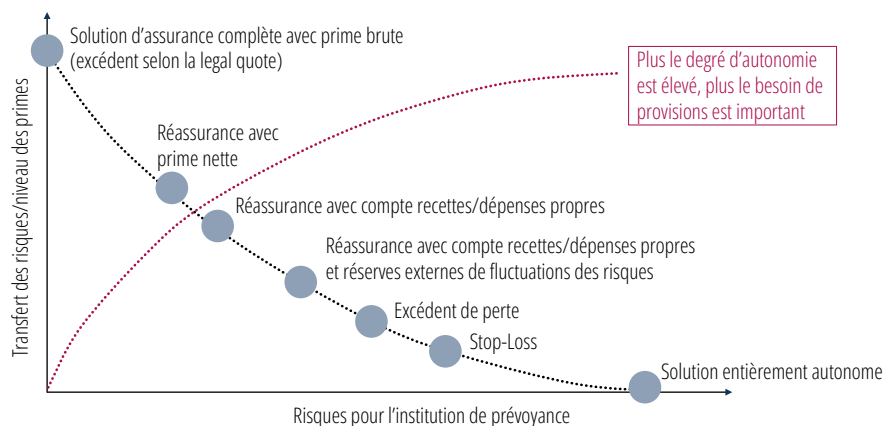 Solution d’assurance complète avec prime brute
(excédent selon la legal quote)
Plus le degré d’autonomie
est élevé, plus le besoin de
provisions est important
Réassurance avec
prime nette
Réassurance avec compte recettes/dépenses propres
Réassurance avec compte recettes/dépenses propres
et réserves externes de fluctuations des risques
Excédent de perte
Stop-Loss
Solution entièrement autonome
Transfert des risques/niveau des primes
Risques pour l’institution de prévoyance